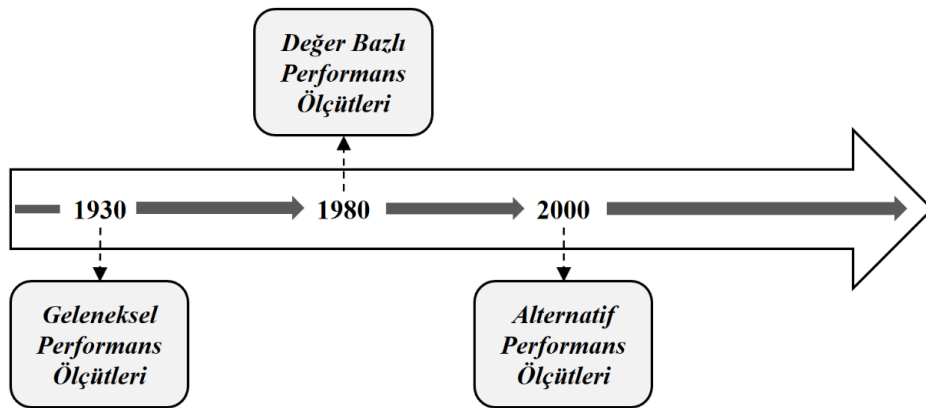 Değer Bazlı
Performans
Ölçütleri
1930
1980
2000
Geleneksel
Performans
Ölçütleri
Alternatif
Performans
Ölçütleri